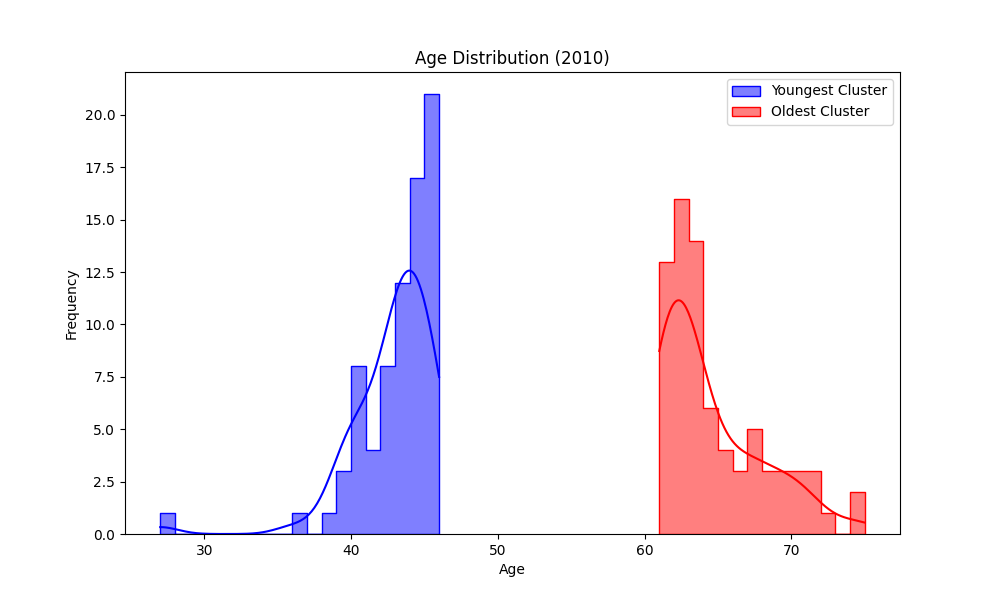 Age Distribution (2010)
Youngest Cluster
Oldest Cluster
20.0
17.5
15.0
12.5
10.0
7.5
5.0
2.5
0.0
Frequency
30 40 50 60 70
Age